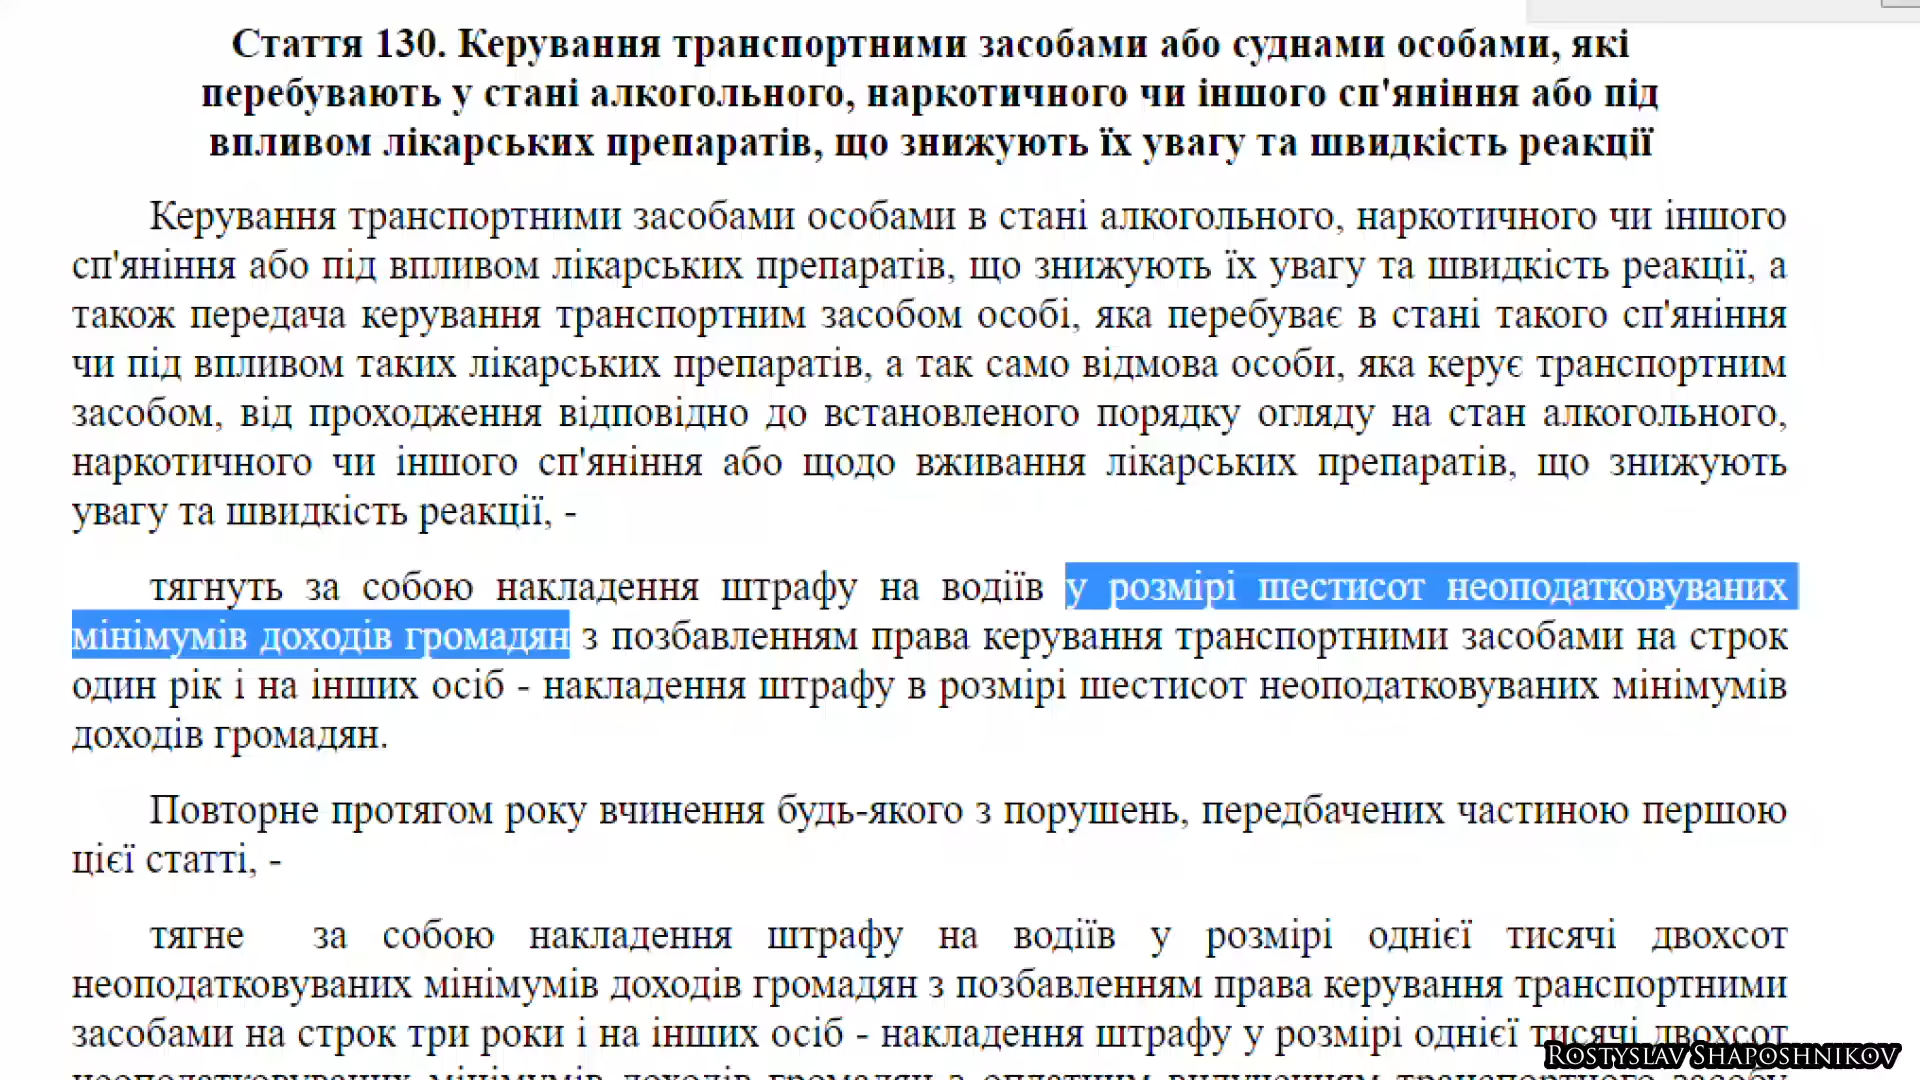 Стаття 130. Керування транспортними засобами або суднами особами, які
перебувають у стані алкогольного, наркотичного чи іншого сп'яніння або під
впливом лікарських препаратів, що знижують їх увагу та швидкість реакції
Керування транспортними засобами особами в стані алкогольного, наркотичного чи іншого
сп'яніння або під впливом лікарських препаратів, що знижують їх увагу та швидкість реакції, а
також передача керування транспортним засобом особі, яка перебуває в стані такого сп'яніння
чи під впливом таких лікарських препаратів, а так само відмова особи, яка керує транспортним
засобом, від проходження відповідно до встановленого порядку огляду на стан алкогольного,
наркотичного чи іншого сп'яніння або щодо вживання лікарських препаратів, що знижують
увагу та швидкість реакції, -
тягнуть за собою накладення штрафу на водіїв у розмірі шестисот неоподатковуваних
мінімумів доходів громадян з позбавленням права керування транспортними засобами на строк
один рік і на інших осіб - накладення штрафу в розмірі шестисот неоподатковуваних мінімумів
доходів громадян.
Повторне протягом року вчинення будь-якого з порушень, передбачених частиною першою
цієї статті, -
тягне за собою накладення штрафу на водіїв у розмірі однієї тисячі двохсот
неоподатковуваних мінімумів доходів громадян з позбавленням права керування транспортними
засобами на строк три роки і на інших осіб - накладення штрафу у розмірі однієї тисячі двохсот
неоподатковуваних мінімумів доходів громадян з оплатним вилученням транспортного засобу
Rostyslav Shaposhnikov